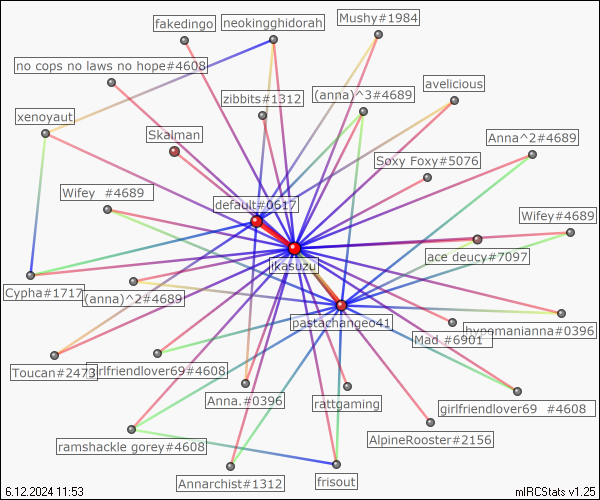 Mushy#1984
fakedingo
neokingghidorah
no cops no laws no hope#4608
avelicious
zibbits#1312
(anna)^3#4689
xenoyaut
Skalman
Anna^2#4689
Soxy Foxy#5076
Wifey #4689
default#0617
Wifey#4689
ace deucy#7097
ikasuzu
Cypha#1717
(anna)^2#4689
pastachangeo41
hypomanianna#0396
Mad #6901
Toucan#2473
girlfriendlover69#4608
Anna.#0396
rattgaming
girlfriendlover69 #4608
AlpineRooster#2156
ramshackle gorey#4608
Annarchist#1312
frisout
6.12.2024 11:53
mIRCStats v1.25